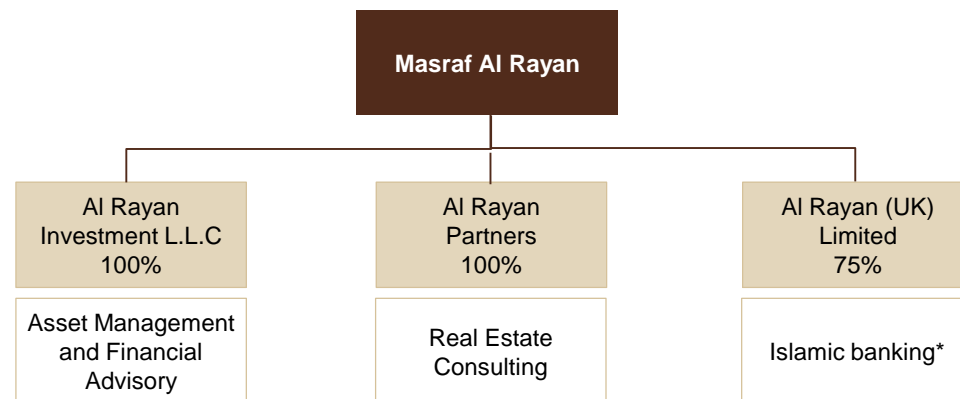 Masraf Al Rayan
Al Rayan
Investment L.L.C
100%
Al Rayan
Partners
100%
Al Rayan (UK)
Limited
75%
Asset Management
and Financial
Advisory
Real Estate
Consulting
Islamic banking*